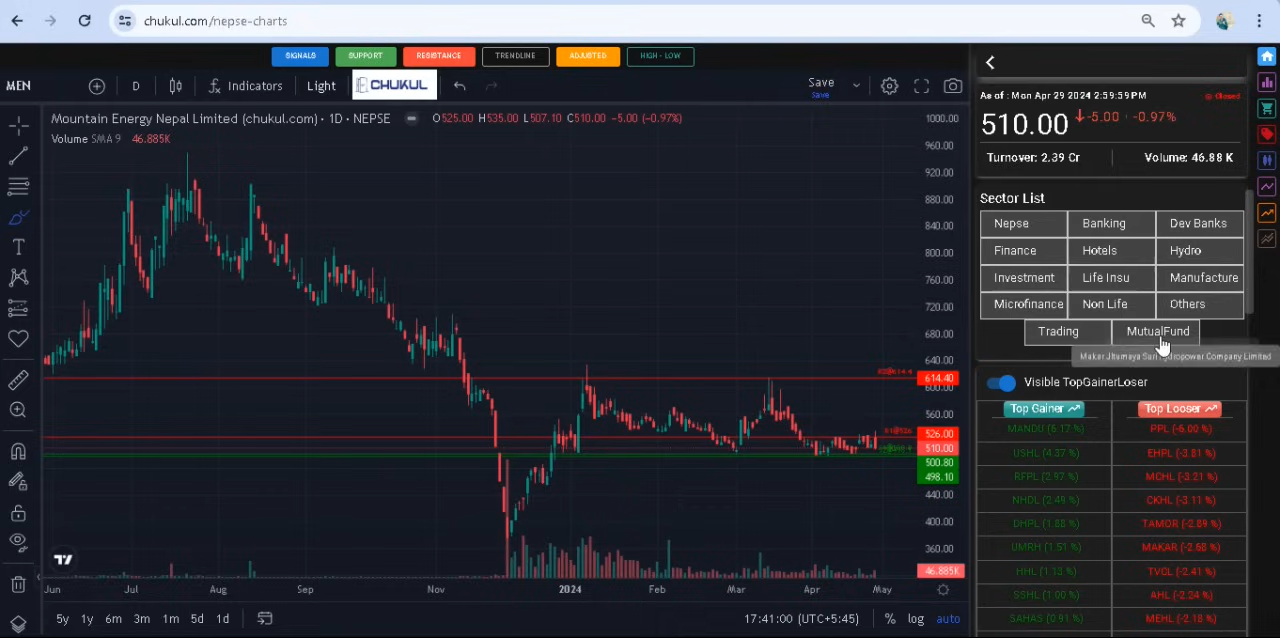 chukul.com/nepse-charts
SIGNALS SUPPORT RESISTANCE TRENDLINE ADJUSTED HIGH - LOW
MEN D Indicators Light CHUKUL Save
Save
Mountain Energy Nepal Limited (chukul.com) · 1D · NEPSE O525.00 H535.00 L507.10 C510.00 -5.00 (-0.97%)
Volume SMA 9 46.885K
1000.00
960.00
920.00
880.00
840.00
800.00
760.00
720.00
680.00
640.00
614.40
600.00
560.00
526.00
510.00
500.80
498.10
440.00
400.00
360.00
46.885K
Jun Jul Aug Sep Nov 2024 Feb Mar Apr May
5y 1y 6m 3m 1m 5d 1d 17:41:00 (UTC+5:45) % log auto
As of : Mon Apr 29 2024 2:59:59 PM Closed
510.00 -5.00 · -0.97%
Turnover: 2.39 Cr Volume: 46.88 K
Sector List
Nepse Banking Dev Banks
Finance Hotels Hydro
Investment Life Insu Manufacture
Microfinance Non Life Others
Trading MutualFund
Makar Jitumaya Suri Hydropower Company Limited
Visible TopGainerLoser
Top Gainer Top Looser
MANDU (6.17 %) PPL (-6.00 %)
USHL (4.37 %) EHPL (-3.81 %)
RFPL (2.97 %) MCHL (-3.21 %)
NHDL (2.49 %) CKHL (-3.11 %)
DHPL (1.88 %) TAMOR (-2.89 %)
UMRH (1.51 %) MAKAR (-2.68 %)
HHL (1.13 %) TVCL (-2.41 %)
SSHL (1.00 %) AHL (-2.24 %)
SAHAS (0.91 %) MEHL (-2.18 %)